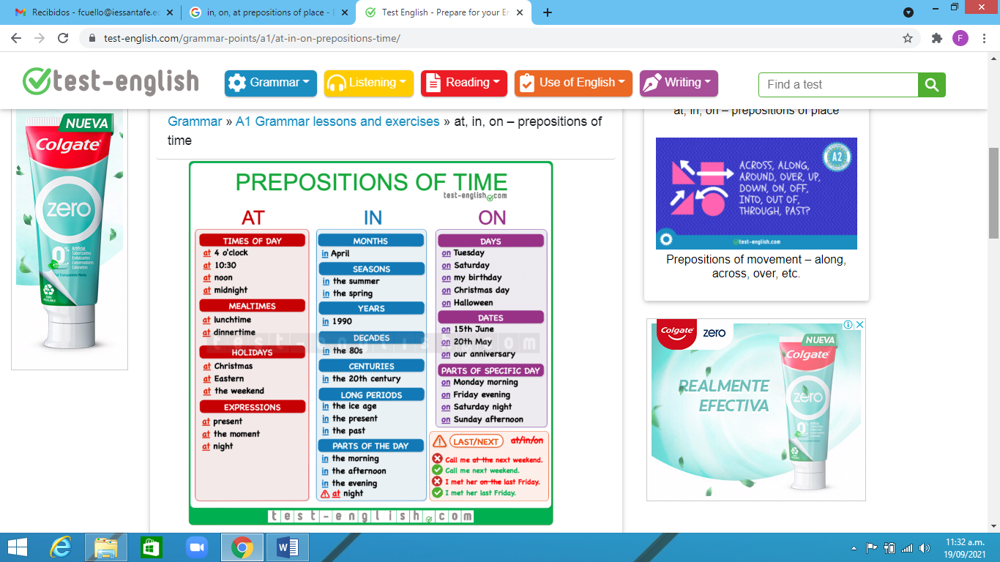 Recibidos - fcuello@iessantafe.ec
in, on, at prepositions of place - 
Test English - Prepare for your En
test-english.com/grammar-points/a1/at-in-on-prepositions-time/
F
test-english
Grammar
Listening
Reading
Use of English
Writing
Find a test
NUEVA
Colgate
zero
0%
Grammar » A1 Grammar lessons and exercises » at, in, on – prepositions of
time
PREPOSITIONS OF TIME
test-english.com
AT
TIMES OF DAY
at 4 o'clock
at 10:30
at noon
at midnight
MEALTIMES
at lunchtime
at dinnertime
HOLIDAYS
at Christmas
at Eastern
at the weekend
EXPRESSIONS
at present
at the moment
at night
IN
MONTHS
in April
SEASONS
in the summer
in the spring
YEARS
in 1990
DECADES
in the 80s
CENTURIES
in the 20th century
LONG PERIODS
in the ice age
in the present
in the past
PARTS OF THE DAY
in the morning
in the afternoon
in the evening
at night
ON
DAYS
on Tuesday
on Saturday
on my birthday
on Christmas day
on Halloween
DATES
on 15th June
on 20th May
on our anniversary
PARTS OF SPECIFIC DAY
on Monday morning
on Friday evening
on Saturday night
on Sunday afternoon
LAST/NEXT at/in/on
Call me at the next weekend.
Call me next weekend.
I met her on the last Friday.
I met her last Friday.
test-english.com
test-english.com
at, in, on – prepositions of place
A2
ACROSS, ALONG,
AROUND, OVER, UP,
DOWN, ON, OFF,
INTO, OUT OF,
THROUGH, PAST?
test-english.com
Prepositions of movement – along,
across, over, etc.
Colgate zero
REALMENTE
EFECTIVA
NUEVA
Colgate
zero
0%
11:32 a.m.
19/09/2021